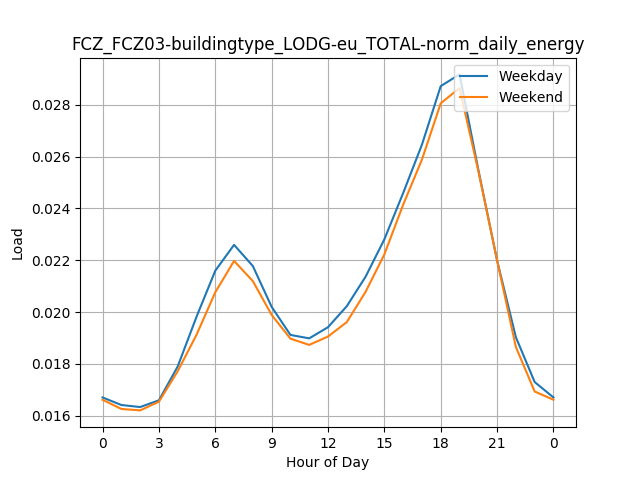 FCZ_FCZ03-buildingtype_LODG-eu_TOTAL-norm_daily_energy
Weekday
Weekend
0.028
0.026
0.024
0.022
0.020
0.018
0.016
Load
0 3 6 9 12 15 18 21 0
Hour of Day